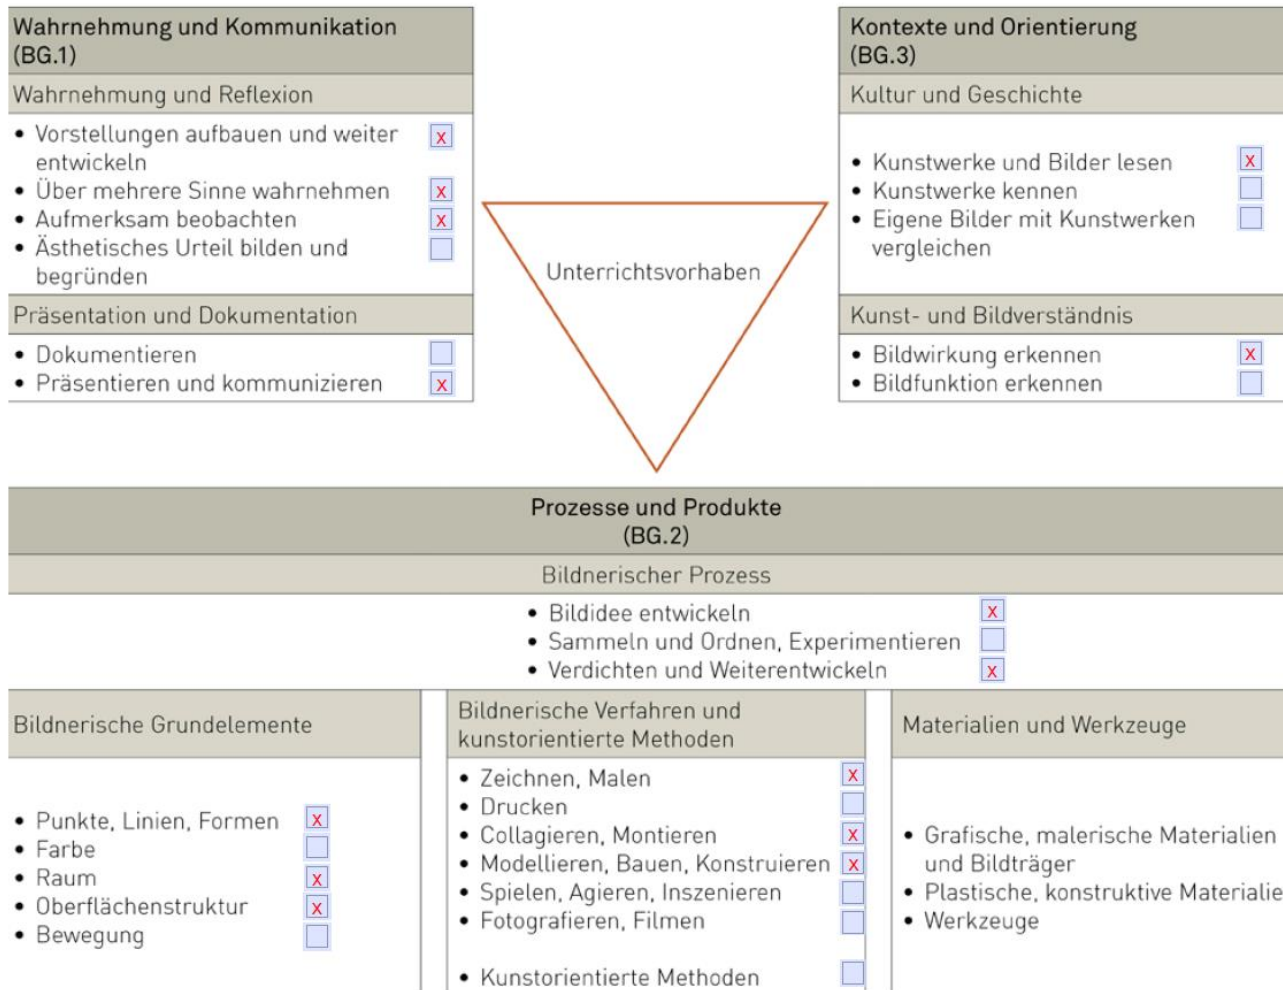 Wahrnehmung und Kommunikation
(BG.1)
Wahrnehmung und Reflexion
• Vorstellungen aufbauen und weiter x
entwickeln
• Über mehrere Sinne wahrnehmen x
• Aufmerksam beobachten x
• Ästhetisches Urteil bilden und
begründen
Präsentation und Dokumentation
• Dokumentieren
• Präsentieren und kommunizieren x
Kontexte und Orientierung
(BG.3)
Kultur und Geschichte
• Kunstwerke und Bilder lesen x
• Kunstwerke kennen
• Eigene Bilder mit Kunstwerken
vergleichen
Kunst- und Bildverständnis
• Bildwirkung erkennen x
• Bildfunktion erkennen
Unterrichtsvorhaben
Prozesse und Produkte
(BG.2)
Bildnerischer Prozess
• Bildidee entwickeln x
• Sammeln und Ordnen, Experimentieren
• Verdichten und Weiterentwickeln x
Bildnerische Grundelemente
• Punkte, Linien, Formen x
• Farbe
• Raum x
• Oberflächenstruktur x
• Bewegung
Bildnerische Verfahren und
kunstorientierte Methoden
• Zeichnen, Malen x
• Drucken
• Collagieren, Montieren x
• Modellieren, Bauen, Konstruieren x
• Spielen, Agieren, Inszenieren
• Fotografieren, Filmen
• Kunstorientierte Methoden
Materialien und Werkzeuge
• Grafische, malerische Materialien
und Bildträger
• Plastische, konstruktive Materialie
• Werkzeuge